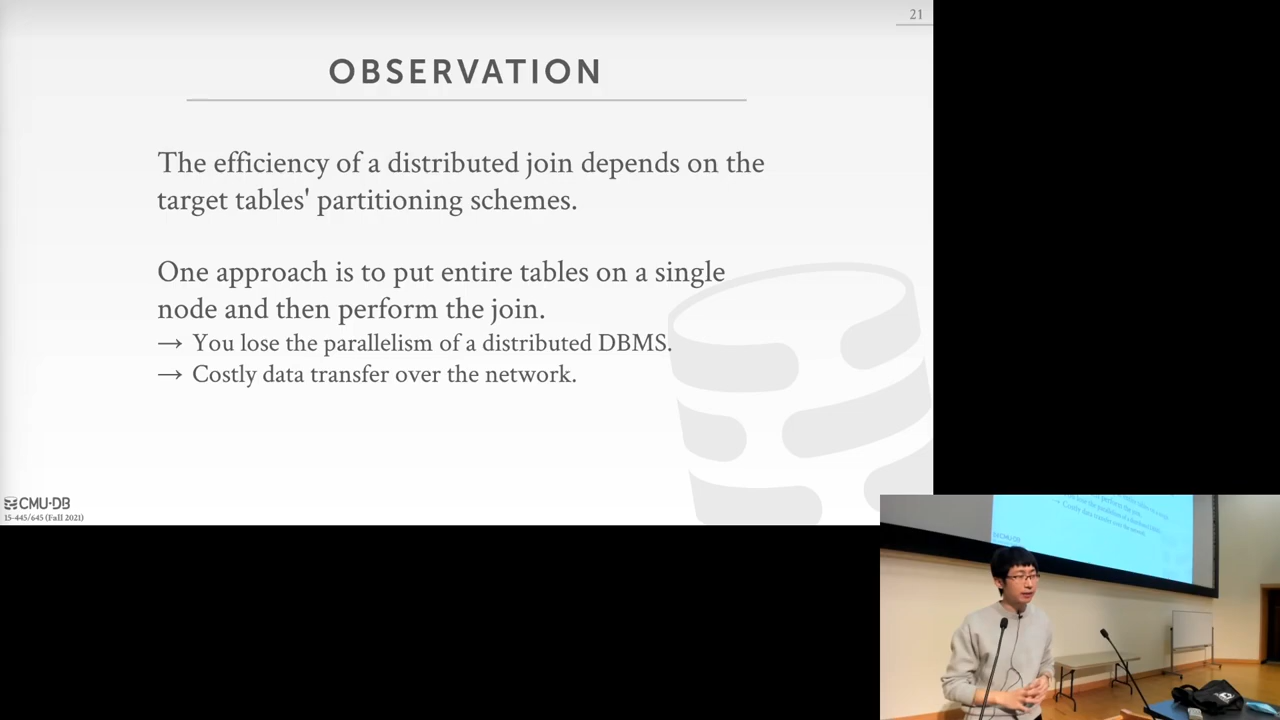 21
OBSERVATION
The efficiency of a distributed join depends on the
target tables' partitioning schemes.
One approach is to put entire tables on a single
node and then perform the join.
→ You lose the parallelism of a distributed DBMS.
→ Costly data transfer over the network.
CMU·DB
15-445/645 (Fall 2021)